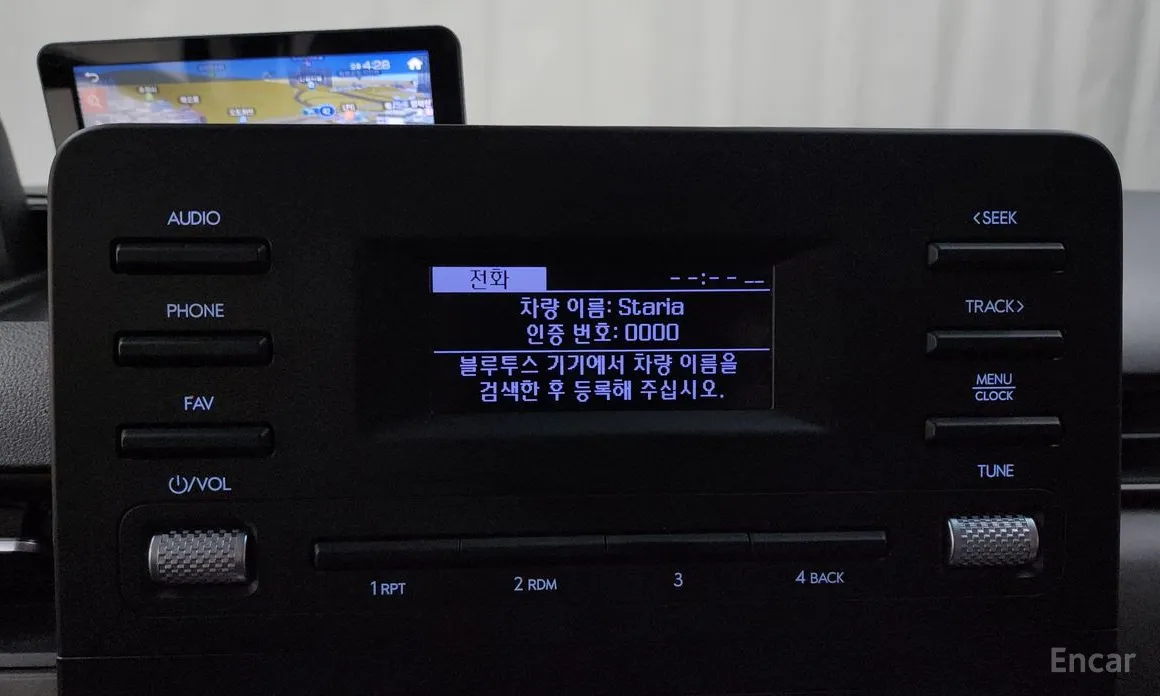 4:28
AUDIO
<SEEK
전화
--:-- --
차량 이름: Staria
PHONE
TRACK>
인증 번호: 0000
블루투스 기기에서 차량 이름을
검색한 후 등록해 주십시오.
MENU
CLOCK
FAV
/VOL
TUNE
1 RPT
2 RDM
3
4 BACK
Encar